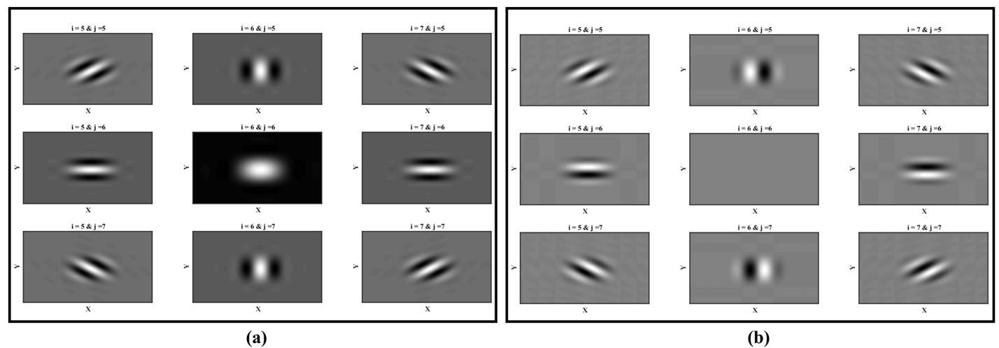 i = 5 & j =5 i = 6 & j =5 i = 7 & j =5
Y Y Y
X X X
i = 5 & j =6 i = 6 & j =6 i = 7 & j =6
Y Y Y
X X X
i = 5 & j =7 i = 6 & j =7 i = 7 & j =7
Y Y Y
X X X
(a)
i = 5 & j =5 i = 6 & j =5 i = 7 & j =5
Y Y Y
X X X
i = 5 & j =6 i = 6 & j =6 i = 7 & j =6
Y Y Y
X X X
i = 5 & j =7 i = 6 & j =7 i = 7 & j =7
Y Y Y
X X X
(b)